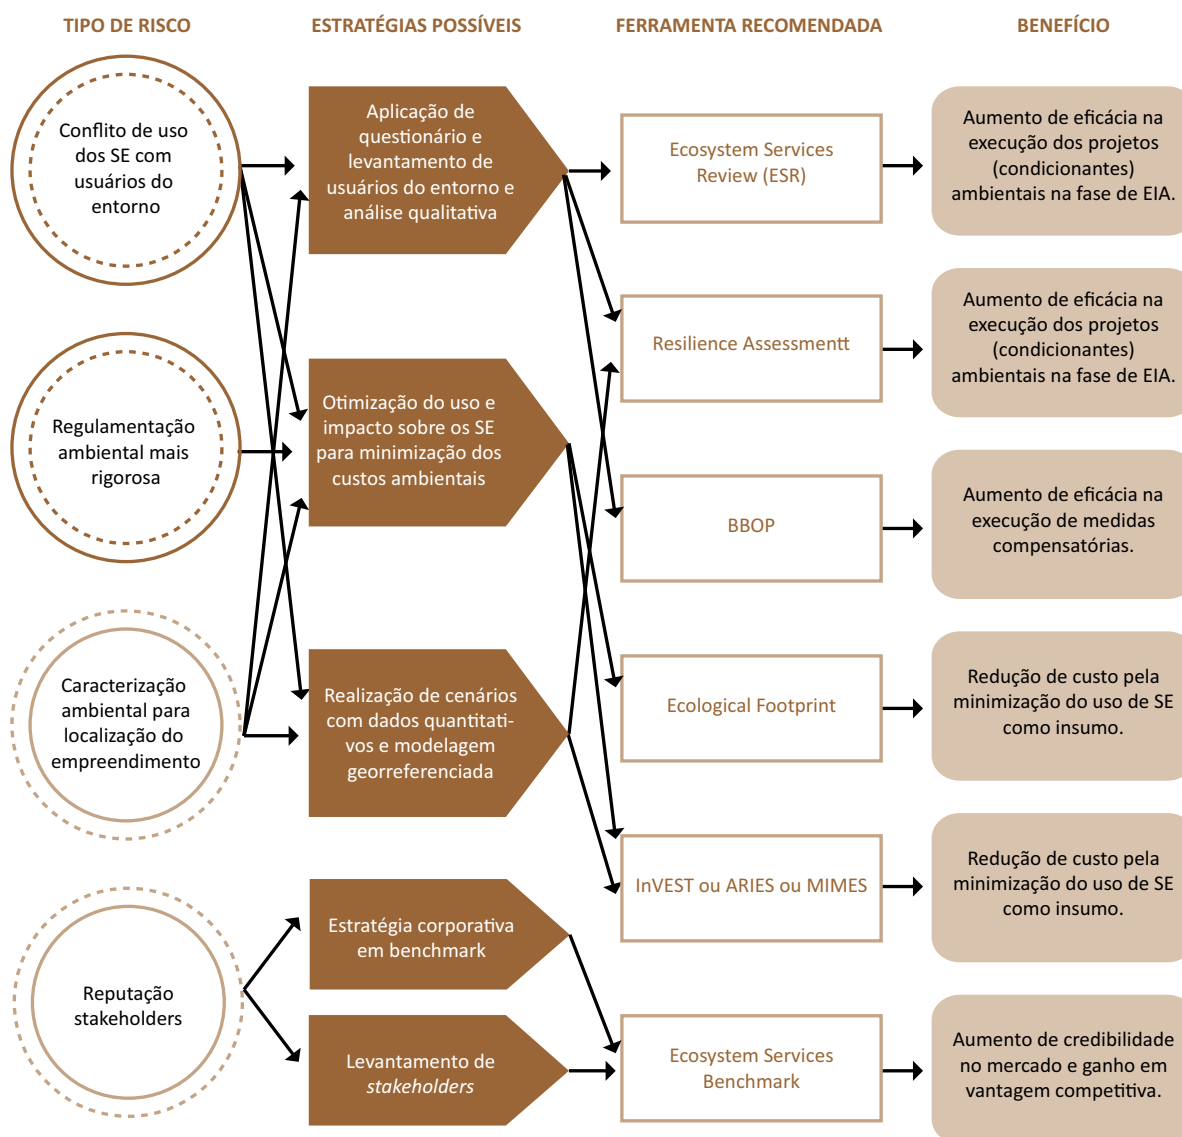 TIPO DE RISCO
ESTRATÉGIAS POSSÍVEIS
FERRAMENTA RECOMENDADA
BENEFÍCIO
Conflito de uso
dos SE com
usuários do
entorno
Aplicação de
questionário e
levantamento de
usuários do entorno e
análise qualitativa
Ecosystem Services
Review (ESR)
Aumento de eficácia na
execução dos projetos
(condicionantes)
ambientais na fase de EIA.
Resilience Assessmentt
Aumento de eficácia na
execução dos projetos
(condicionantes)
ambientais na fase de EIA.
Regulamentação
ambiental mais
rigorosa
Otimização do uso e
impacto sobre os SE
para minimização dos
custos ambientais
BBOP
Aumento de eficácia na
execução de medidas
compensatórias.
Caracterização
ambiental para
localização do
empreendimento
Realização de cenários
com dados quantitati-
vos e modelagem
georreferenciada
Ecological Footprint
Redução de custo pela
minimização do uso de SE
como insumo.
InVEST ou ARIES ou MIMES
Redução de custo pela
minimização do uso de SE
como insumo.
Reputação
stakeholders
Estratégia corporativa
em benchmark
Levantamento de
stakeholders
Ecosystem Services
Benchmark
Aumento de credibilidade
no mercado e ganho em
vantagem competitiva.